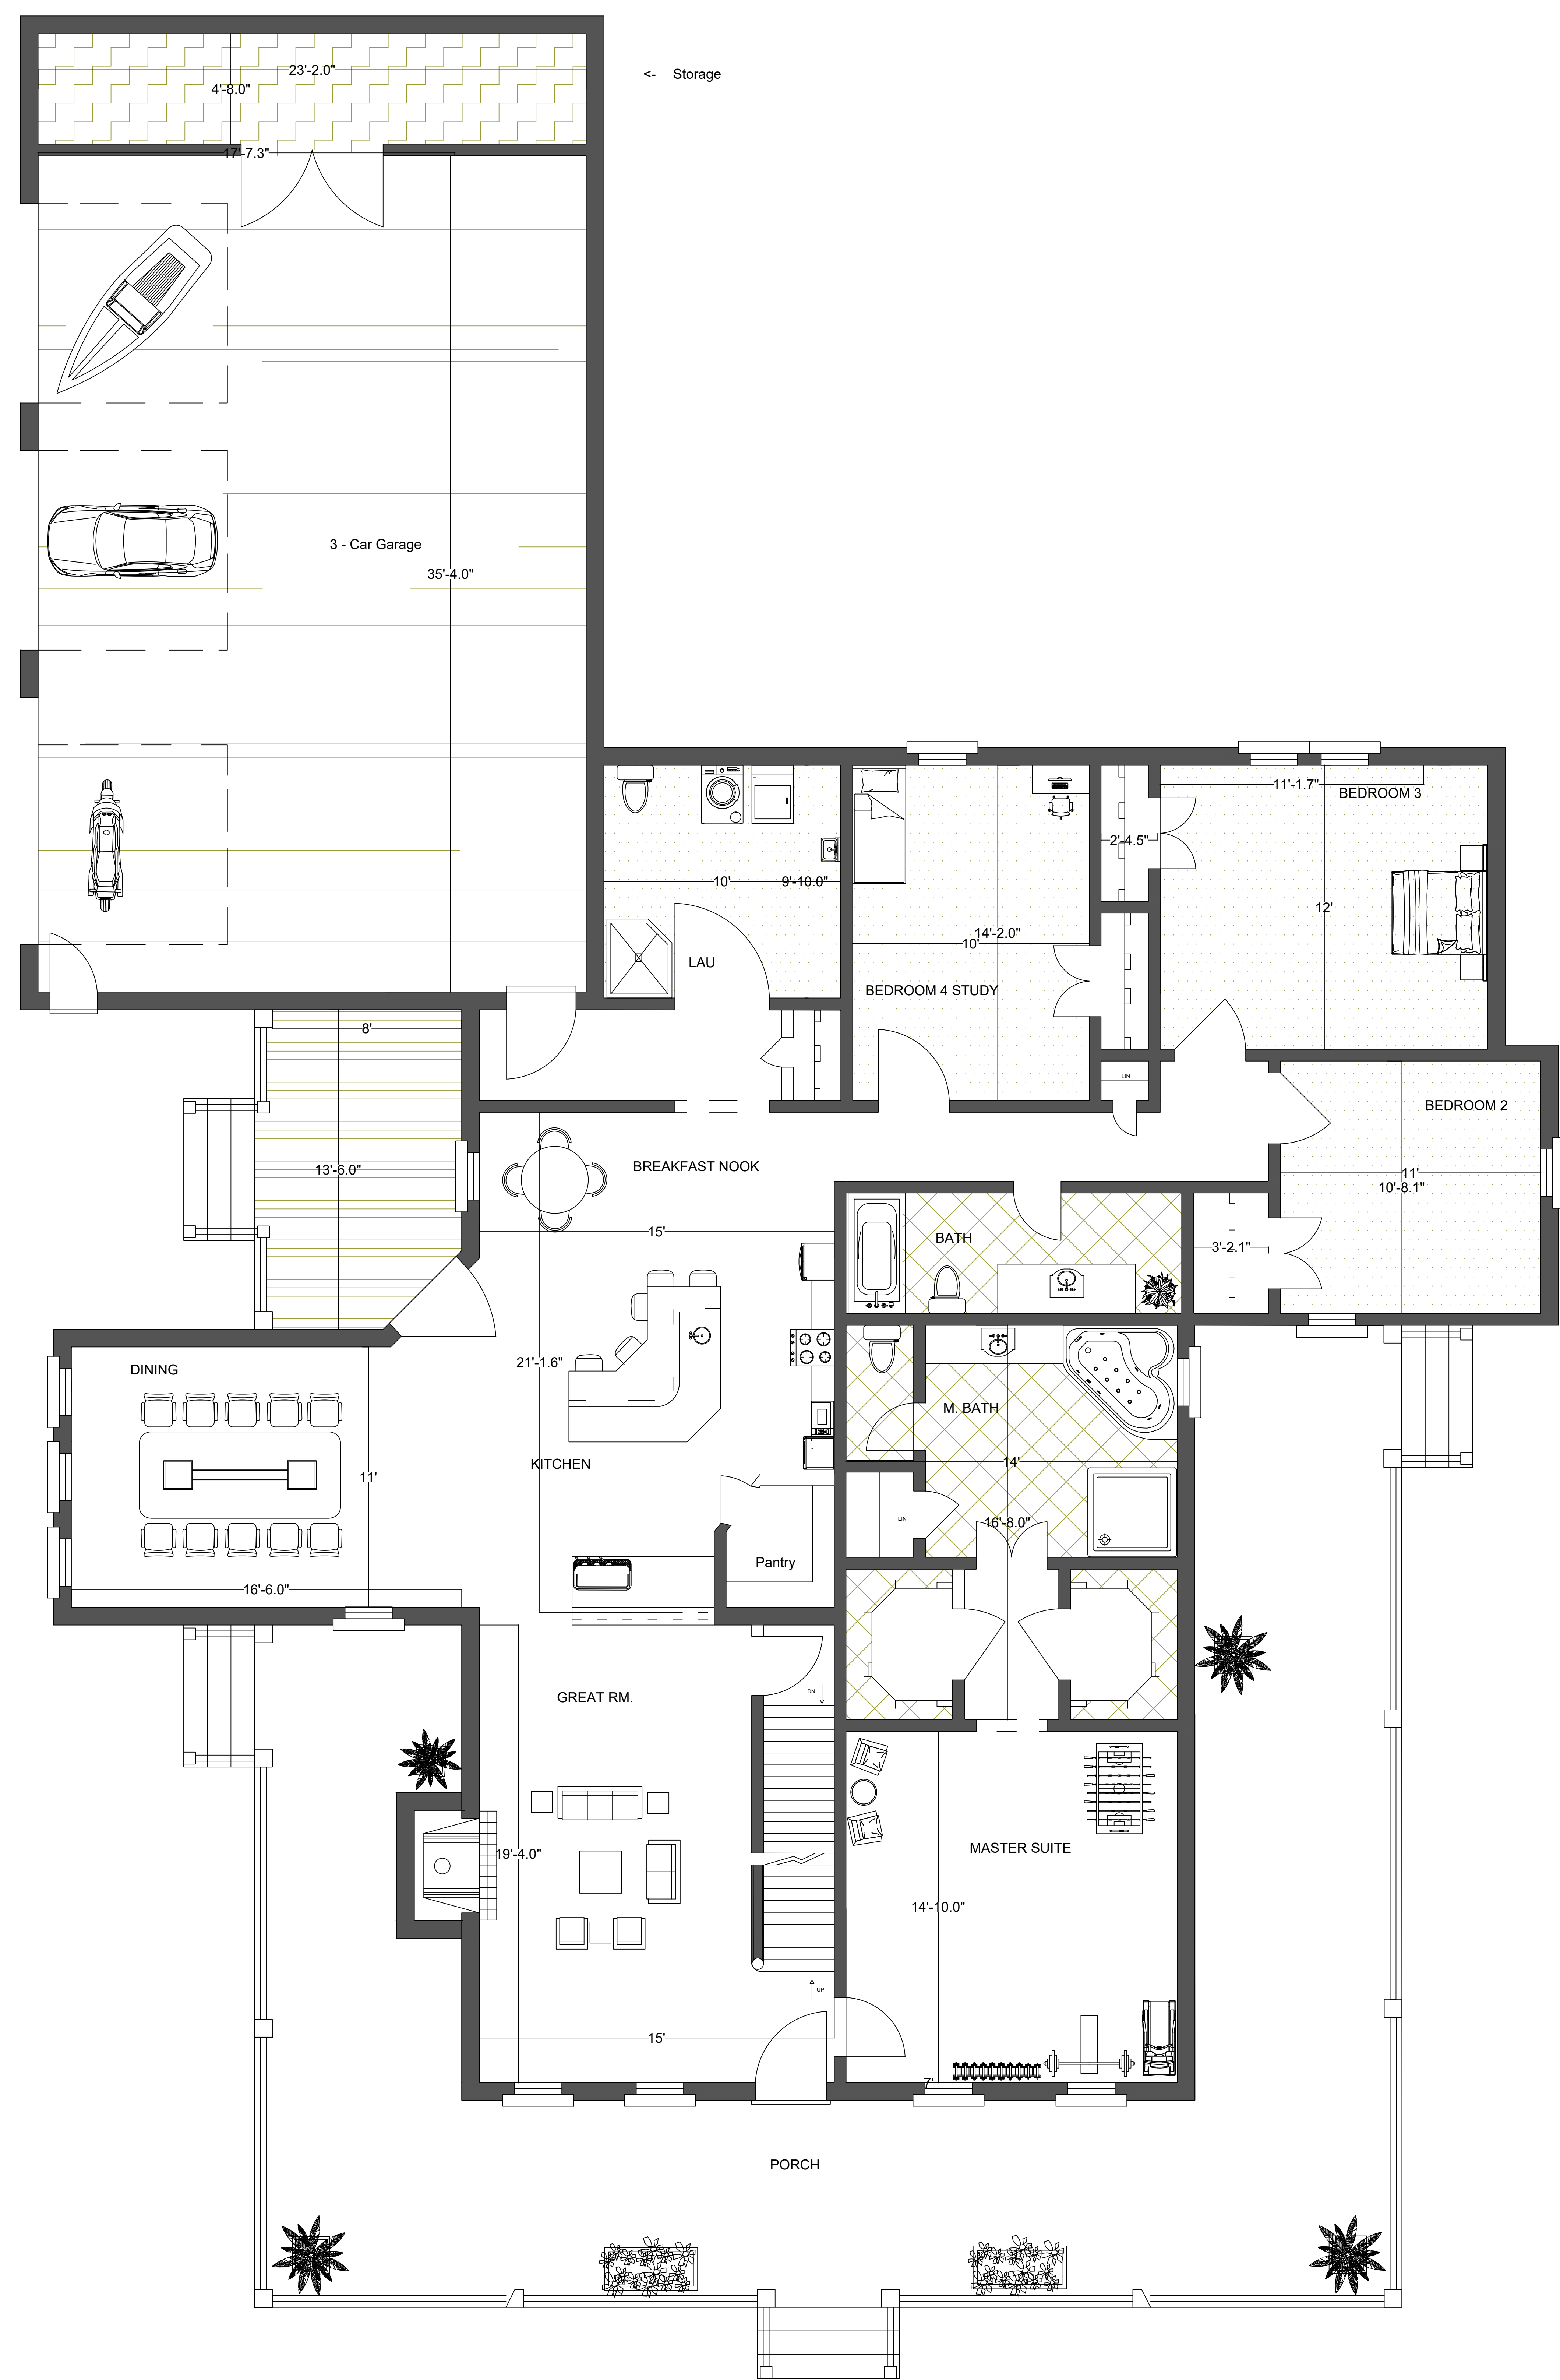 <- Storage
23'-2.0"
4'-8.0"
17'-7.3"
3 - Car Garage
35'-4.0"
11'-1.7"
BEDROOM 3
2'-4.5"
10'
9'-10.0"
12'
14'-2.0"
10'
LAU
BEDROOM 4 STUDY
8'
LIN
BEDROOM 2
13'-6.0"
BREAKFAST NOOK
11'
10'-8.1"
15'
BATH
3'-2.1"
21'-1.6"
DINING
M. BATH
KITCHEN
14'
11'
LIN
16'-8.0"
Pantry
16'-6.0"
DN
GREAT RM.
MASTER SUITE
19'-4.0"
14'-10.0"
UP
15'
7'
PORCH